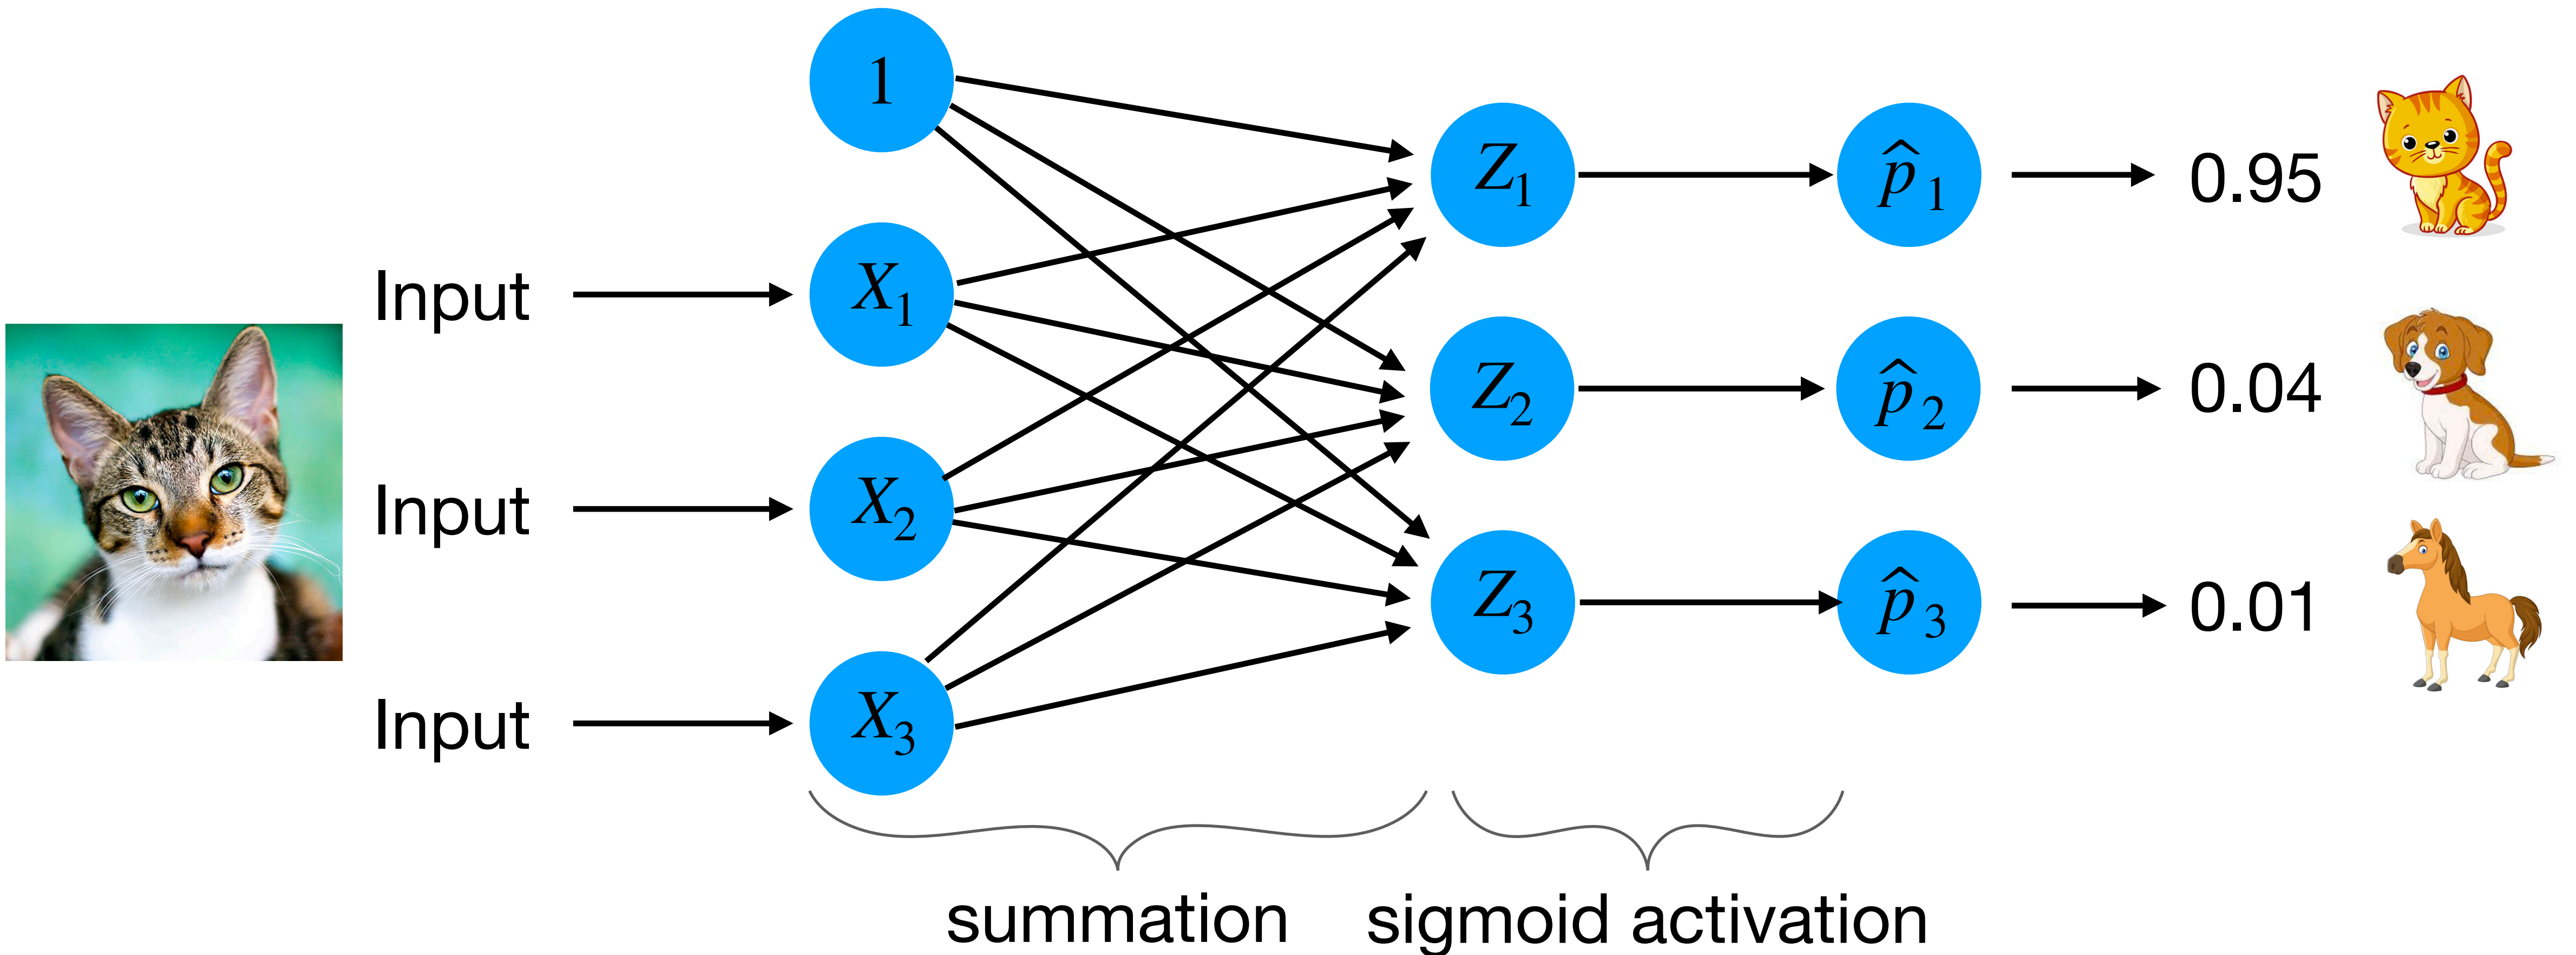 1
Input X₁
Input X₂
Input X₃
Z₁ p̂₁ 0.95
Z₂ p̂₂ 0.04
Z₃ p̂₃ 0.01
summation
sigmoid activation